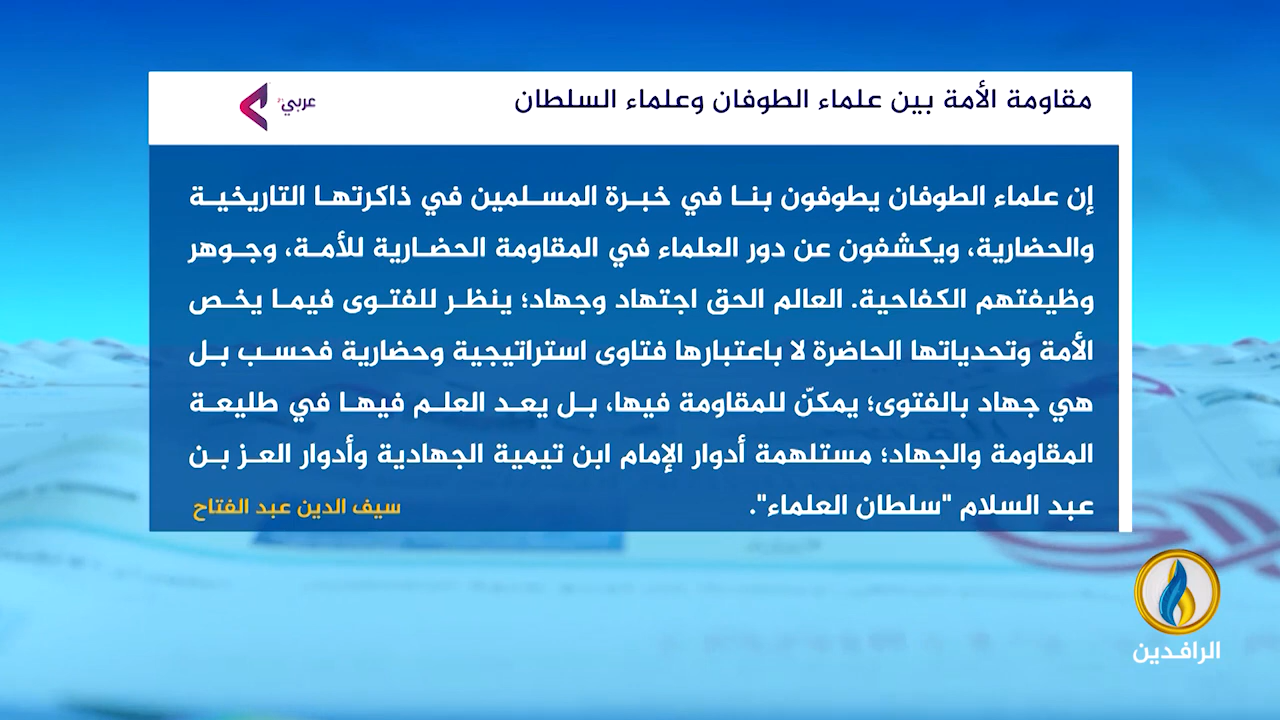 مقاومة الأمة بين علماء الطوفان وعلماء السلطان
عربي21
إن علماء الطوفان يطوفون بنا في خبرة المسلمين في ذاكرتها التاريخية
والحضارية، ويكشفون عن دور العلماء في المقاومة الحضارية للأمة، وجوهر
وظيفتهم الكفاحية. العالم الحق اجتهاد وجهاد؛ ينظر للفتوى فيما يخص
الأمة وتحدياتها الحاضرة لا باعتبارها فتاوى استراتيجية وحضارية فحسب بل
هي جهاد بالفتوى؛ يمكنّ للمقاومة فيها، بل يعد العلم فيها في طليعة
المقاومة والجهاد؛ مستلهمة أدوار الإمام ابن تيمية الجهادية وأدوار العز بن
عبد السلام "سلطان العلماء".
سيف الدين عبد الفتاح
الرافدين